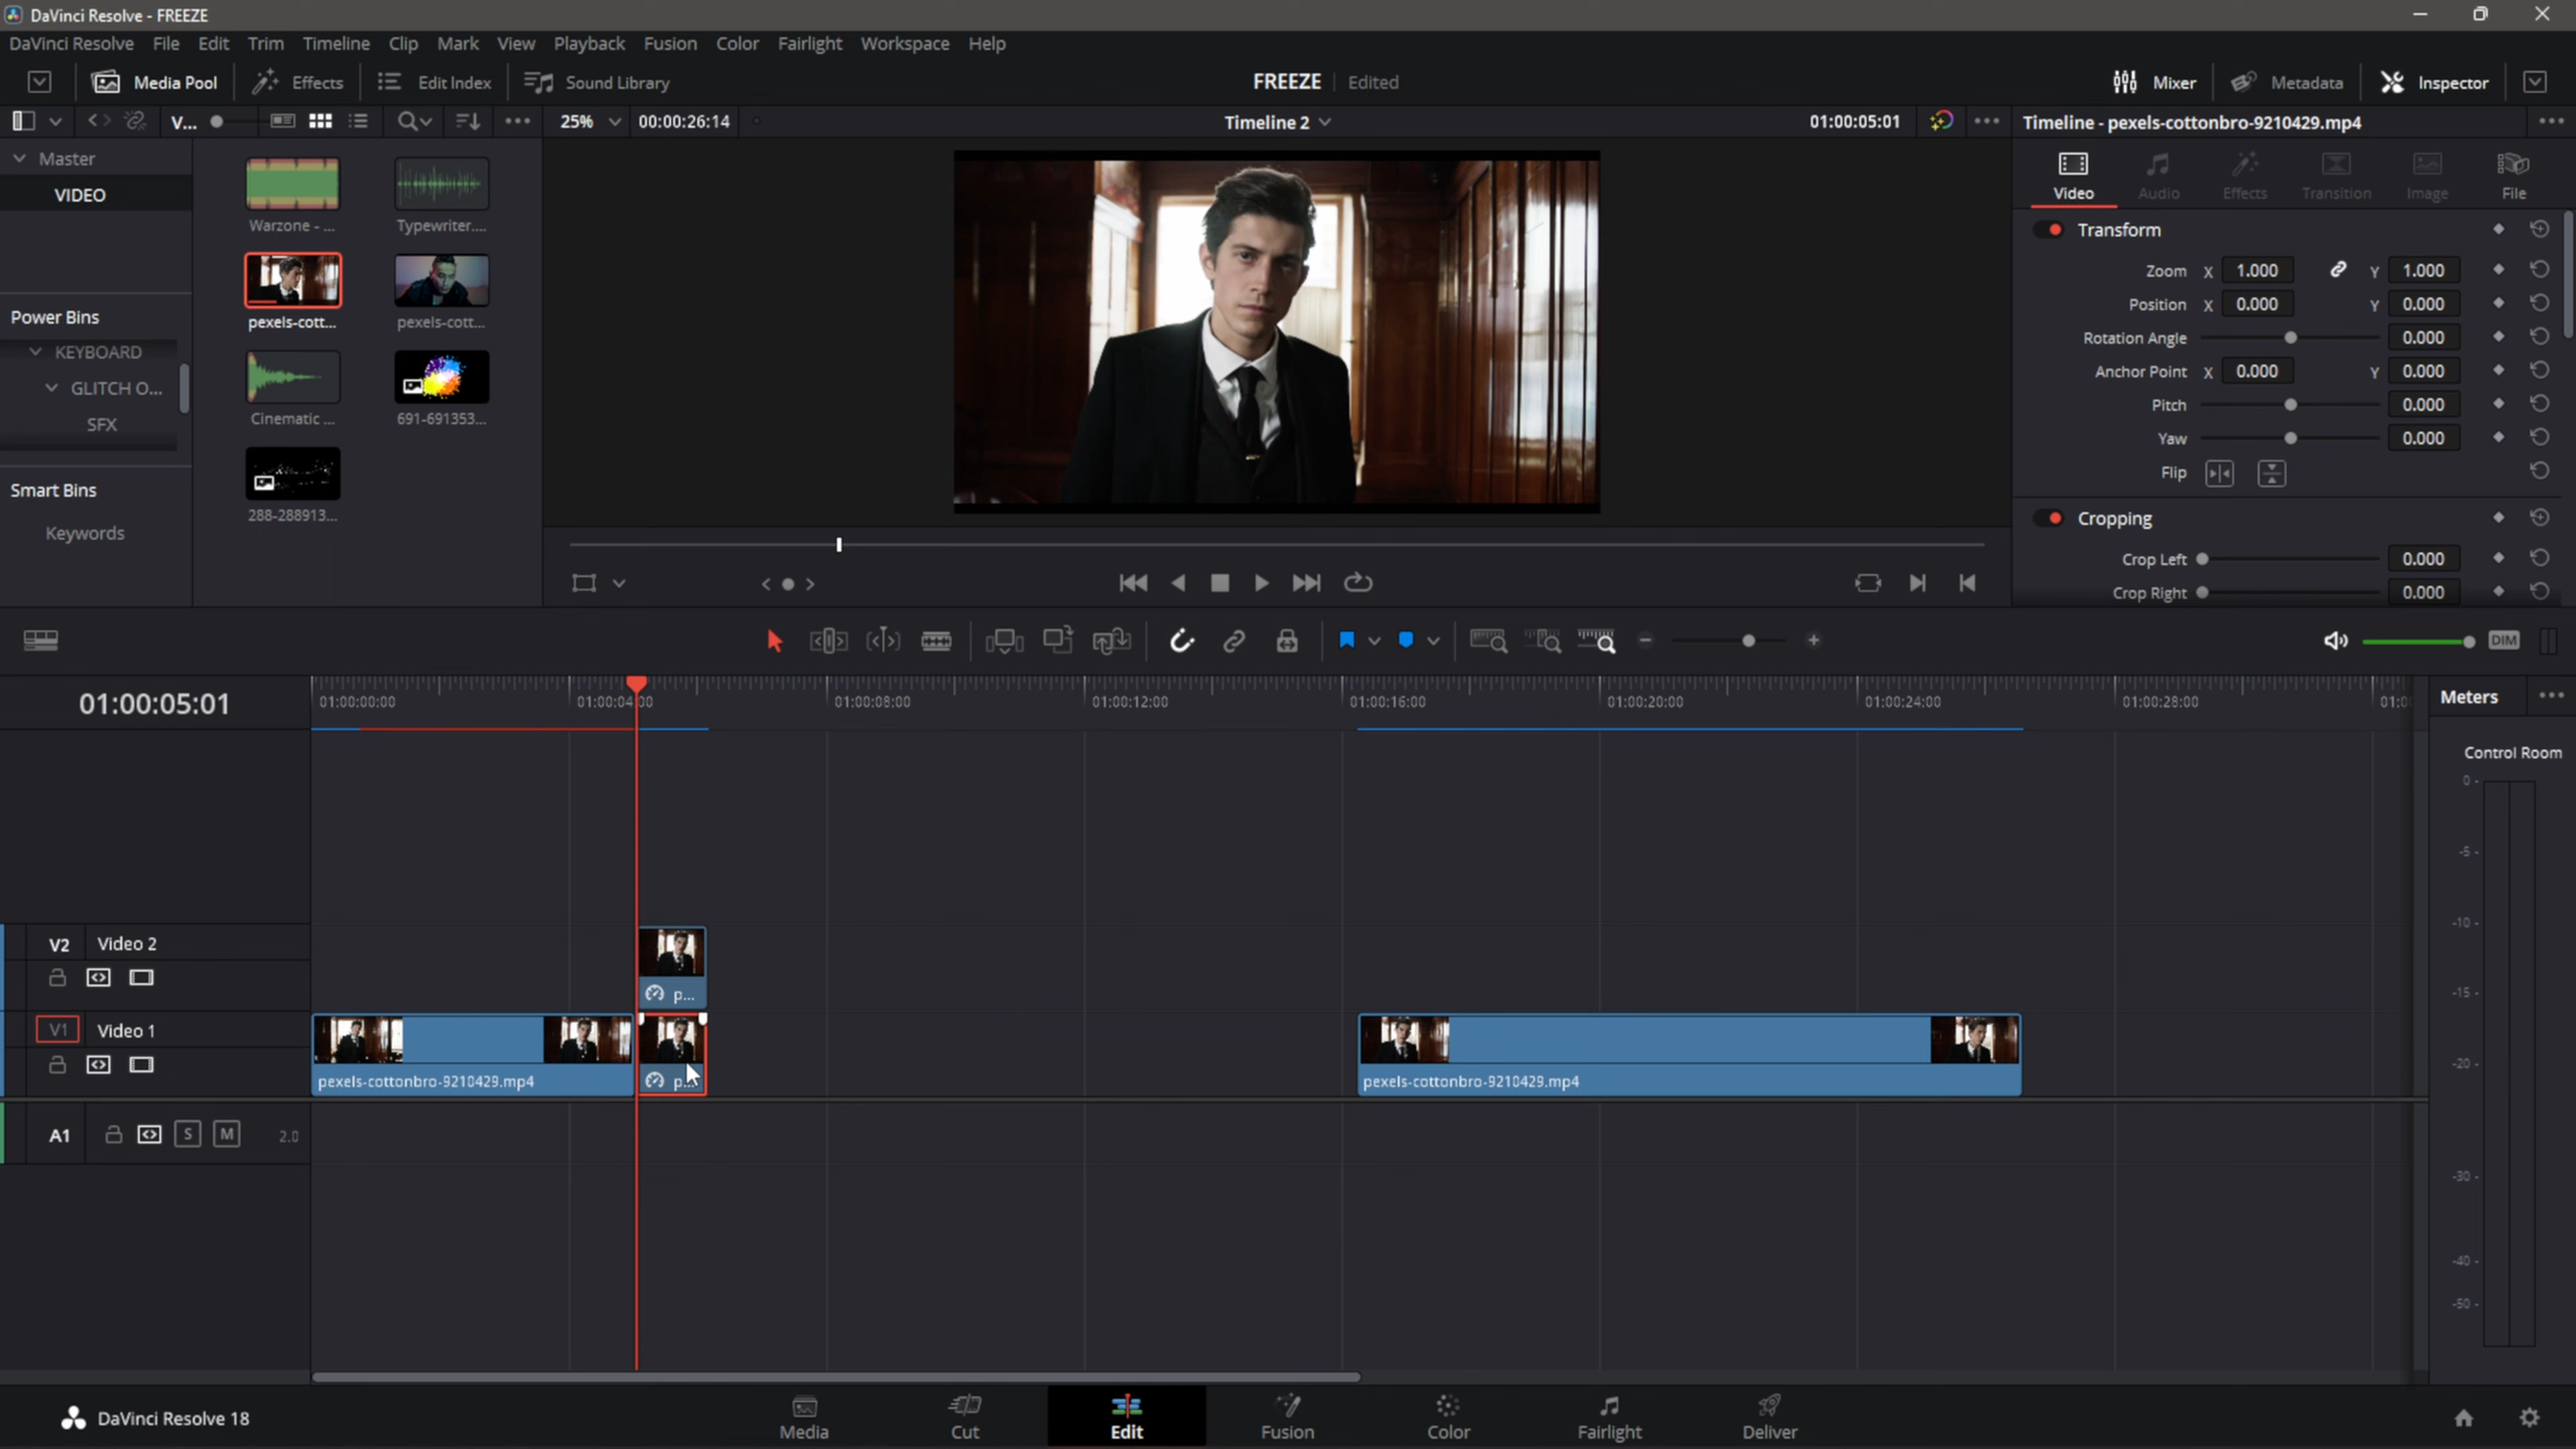 DaVinci Resolve - FREEZE
DaVinci Resolve File Edit Trim Timeline Clip Mark View Playback Fusion Color Fairlight Workspace Help
Media Pool Effects Edit Index Sound Library FREEZE Edited Mixer Metadata Inspector
V... 25% 00:00:26:14 Timeline 2 01:00:05:01 Timeline - pexels-cottonbro-9210429.mp4
Master
VIDEO
Power Bins
KEYBOARD
GLITCH O...
SFX
Smart Bins
Keywords
Warzone - ... Typewriter....
pexels-cott... pexels-cott...
Cinematic ... 691-691353...
288-288913...
Video Audio Effects Transition Image File
Transform
Zoom X 1.000 Y 1.000
Position X 0.000 Y 0.000
Rotation Angle 0.000
Anchor Point X 0.000 Y 0.000
Pitch 0.000
Yaw 0.000
Flip
Cropping
Crop Left 0.000
Crop Right 0.000
DIM
01:00:05:01 01:00:00:00 01:00:04:00 01:00:08:00 01:00:12:00 01:00:16:00 01:00:20:00 01:00:24:00 01:00:28:00 01:0
Meters
Control Room
0
-5
-10
-15
-20
-30
-40
-50
V2 Video 2
p...
V1 Video 1
pexels-cottonbro-9210429.mp4 p... pexels-cottonbro-9210429.mp4
A1 S M 2.0
DaVinci Resolve 18 Media Cut Edit Fusion Color Fairlight Deliver